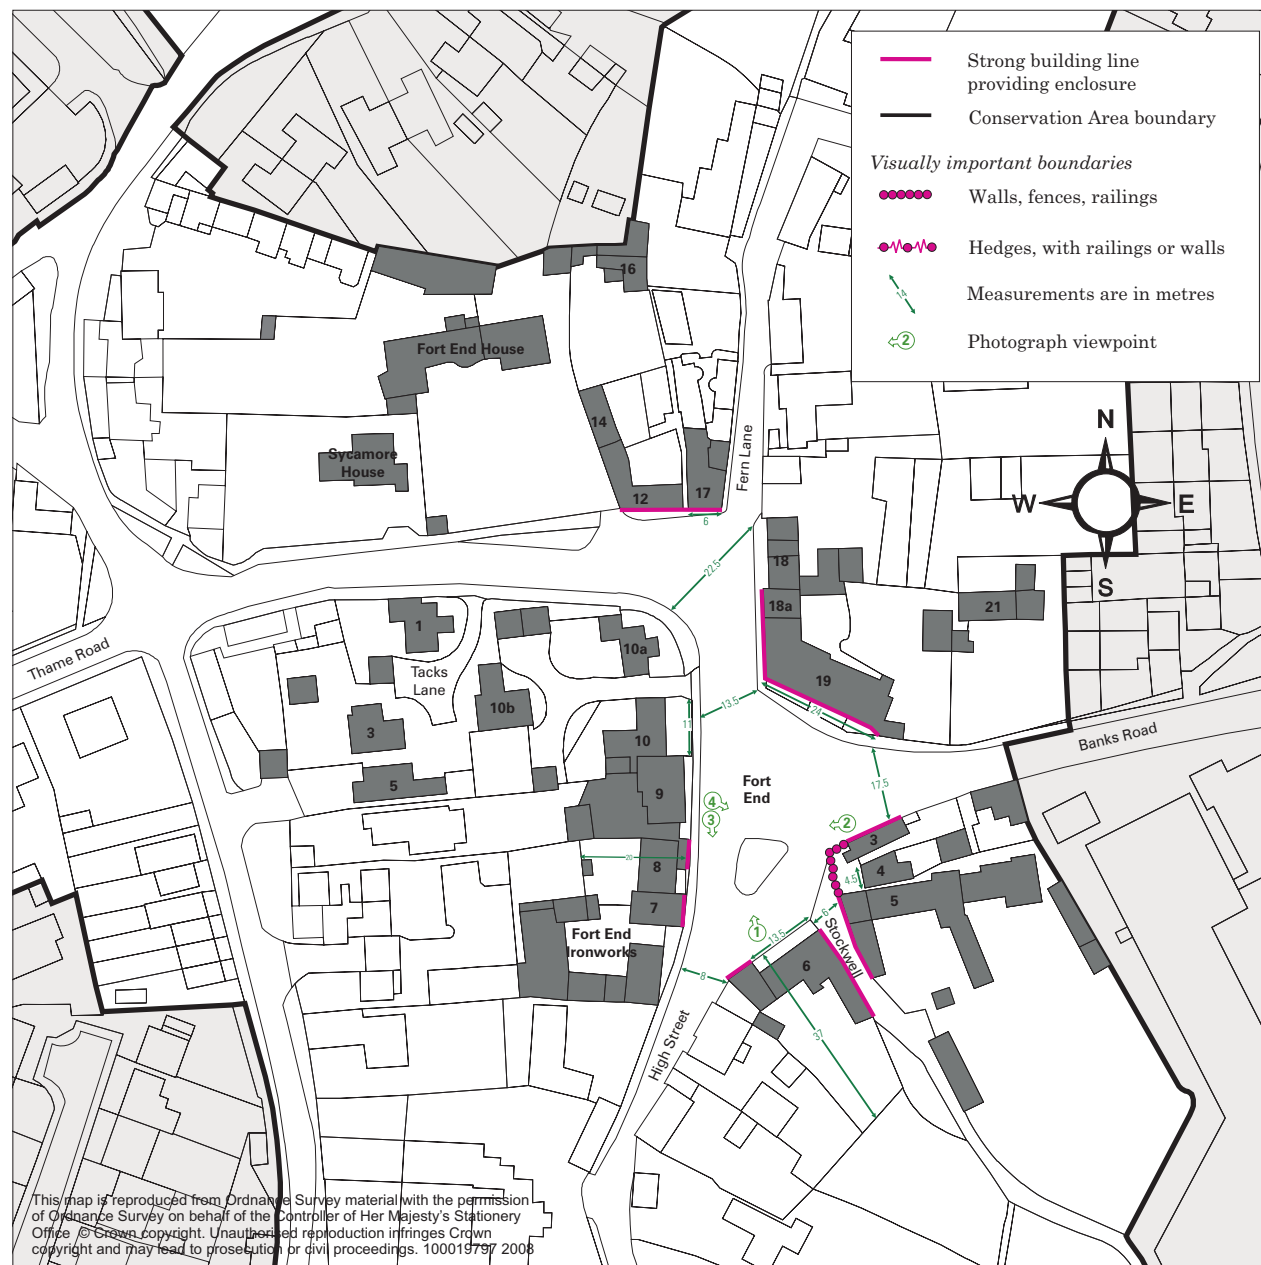 Strong building line
providing enclosure
Conservation Area boundary
Visually important boundaries
Walls, fences, railings
Hedges, with railings or walls
14
Measurements are in metres
2
Photograph viewpoint
16
Fort End House
14
Sycamore
House
12
17
Fern Lane
6
N
W
E
S
22.5
18
18a
21
1
10a
Thame Road
Tacks
Lane
10b
19
24
13.5
11
3
10
Banks Road
5
9
Fort
End
17.5
4
3
2
3
20
8
4
4.5
5
7
6
1
13.5
Stockwell
Fort End
Ironworks
6
8
37
High Street
This map is reproduced from Ordnance Survey material with the permission
of Ordnance Survey on behalf of the Controller of Her Majesty's Stationery
Office © Crown copyright. Unauthorised reproduction infringes Crown
copyright and may lead to prosecution or civil proceedings. 100019797 2008